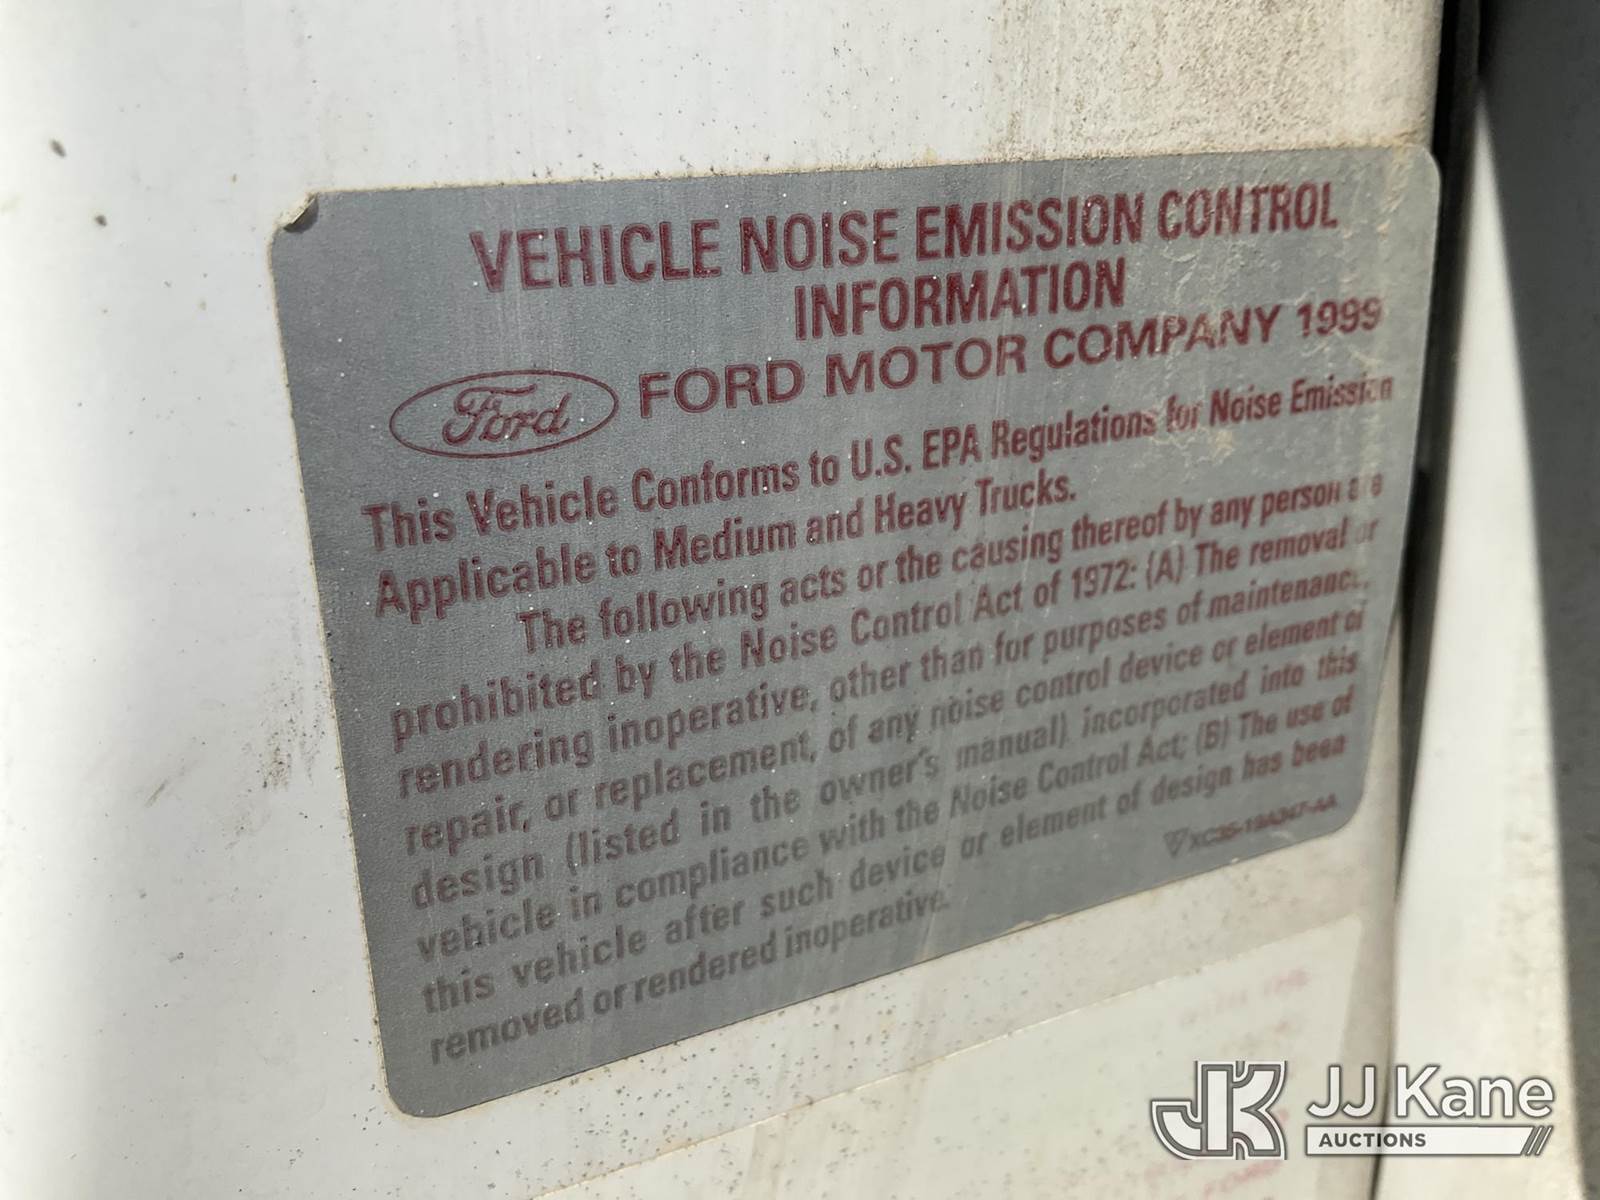 VEHICLE NOISE EMISSION CONTROL
INFORMATION
Ford FORD MOTOR COMPANY 1999
This Vehicle Conforms to U.S. EPA Regulations for Noise Emission
Applicable to Medium and Heavy Trucks.
The following acts or the causing thereof by any person are
prohibited by the Noise Control Act of 1972: (A) The removal or
rendering inoperative, other than for purposes of maintenance,
repair, or replacement, of any noise control device or element of
design (listed in the owner's manual) incorporated into this
vehicle in compliance with the Noise Control Act; (B) The use of
this vehicle after such device or element of design has been
removed or rendered inoperative.
XC35-19A347-AA
JK JJ Kane
AUCTIONS